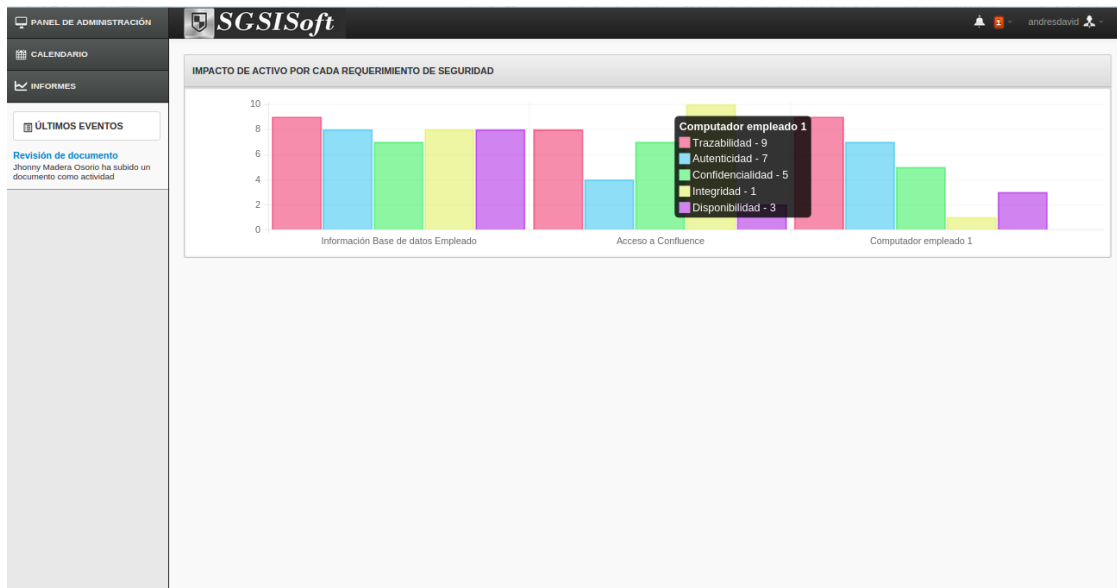 PANEL DE ADMINISTRACIÓN
SGSISoft
1
andresdavid
CALENDARIO
INFORMES
ÚLTIMOS EVENTOS
Revisión de documento
Jhonny Madera Osorio ha subido un
documento como actividad
IMPACTO DE ACTIVO POR CADA REQUERIMIENTO DE SEGURIDAD
10
8
6
4
2
0
Computador empleado 1
Trazabilidad - 9
Autenticidad - 7
Confidencialidad - 5
Integridad - 1
Disponibilidad - 3
Información Base de datos Empleado
Acceso a Confluence
Computador empleado 1